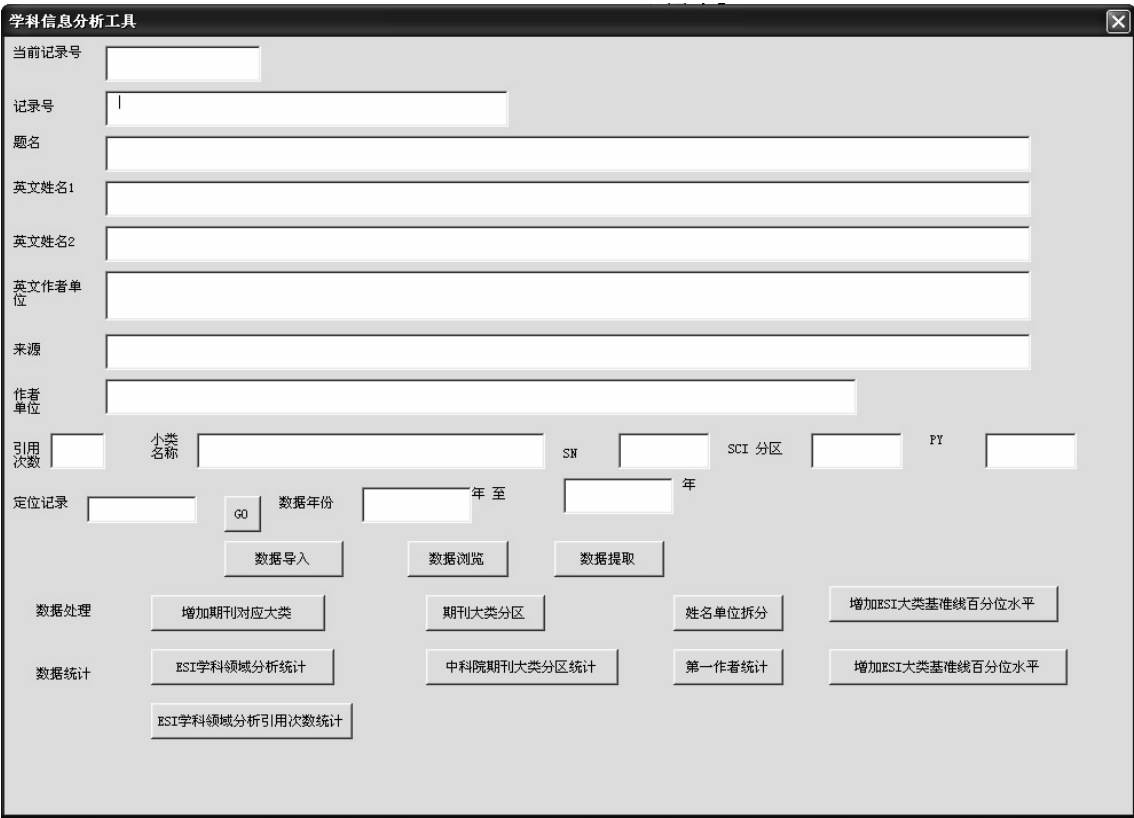 学科信息分析工具
当前记录号
记录号
题名
英文姓名1
英文姓名2
英文作者单
位
来源
作者
单位
引用
次数
小类
名称
SN
SCI 分区
PY
定位记录
GO
数据年份
年 至
年
数据导入
数据浏览
数据提取
数据处理
增加期刊对应大类
期刊大类分区
姓名单位拆分
增加ESI大类基准线百分位水平
数据统计
ESI学科领域分析统计
中科院期刊大类分区统计
第一作者统计
增加ESI大类基准线百分位水平
ESI学科领域分析引用次数统计